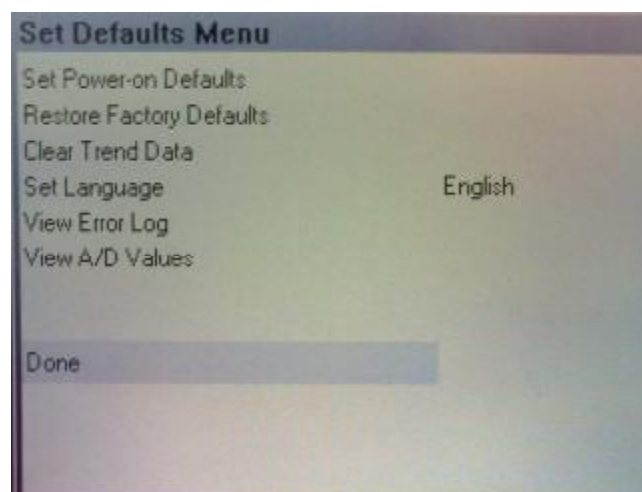 Set Defaults Menu
Set Power-on Defaults
Restore Factory Defaults
Clear Trend Data
Set Language English
View Error Log
View A/D Values
Done